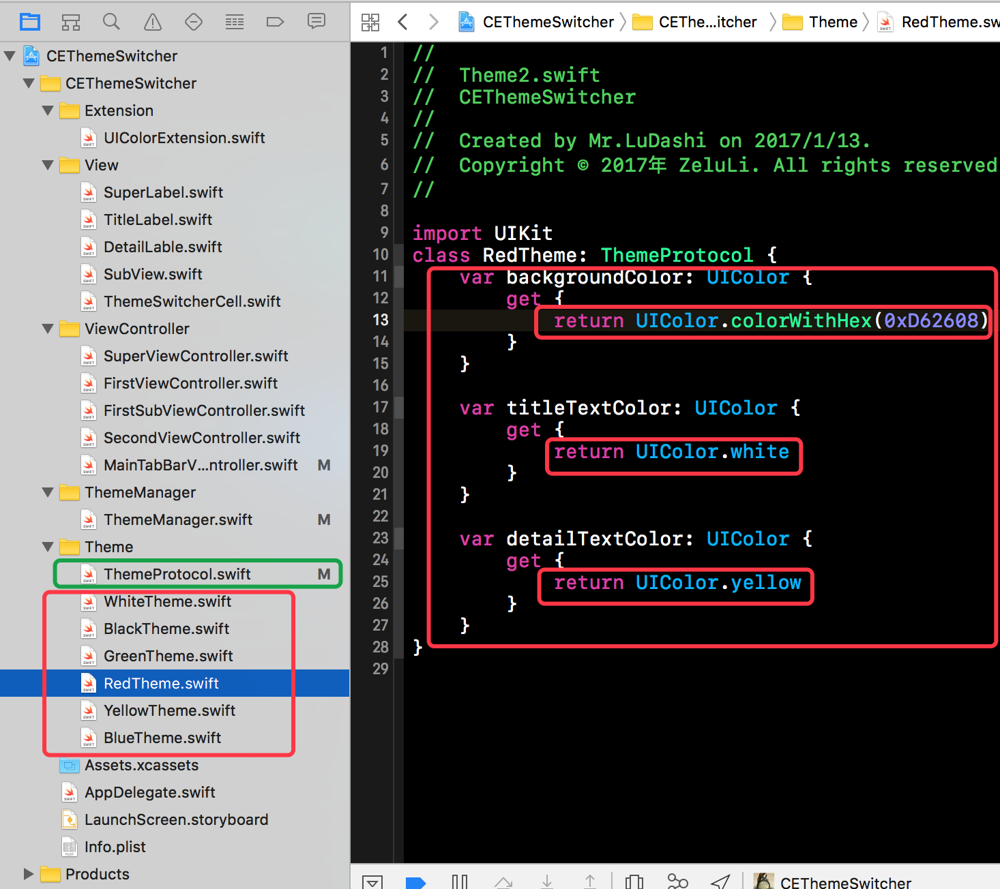 CEThemeSwitcher
CEThe...itcher
Theme
RedTheme.sw
CEThemeSwitcher
CEThemeSwitcher
Extension
UIColorExtension.swift
View
SuperLabel.swift
TitleLabel.swift
DetailLable.swift
SubView.swift
ThemeSwitcherCell.swift
ViewController
SuperViewController.swift
FirstViewController.swift
FirstSubViewController.swift
SecondViewController.swift
MainTabBarV...ntroller.swift M
ThemeManager
ThemeManager.swift M
Theme
ThemeProtocol.swift M
WhiteTheme.swift
BlackTheme.swift
GreenTheme.swift
RedTheme.swift
YellowTheme.swift
BlueTheme.swift
Assets.xcassets
AppDelegate.swift
LaunchScreen.storyboard
Info.plist
Products
1 //
2 //  Theme2.swift
3 //  CEThemeSwitcher
4 //
5 //  Created by Mr.LuDashi on 2017/1/13.
6 //  Copyright © 2017年 ZeluLi. All rights reserved
7 //
8
9 import UIKit
10 class RedTheme: ThemeProtocol {
11     var backgroundColor: UIColor {
12         get {
13             return UIColor.colorWithHex(0xD62608)
14         }
15     }
16
17     var titleTextColor: UIColor {
18         get {
19             return UIColor.white
20         }
21     }
22
23     var detailTextColor: UIColor {
24         get {
25             return UIColor.yellow
26         }
27     }
28 }
29
CEThemeSwitcher